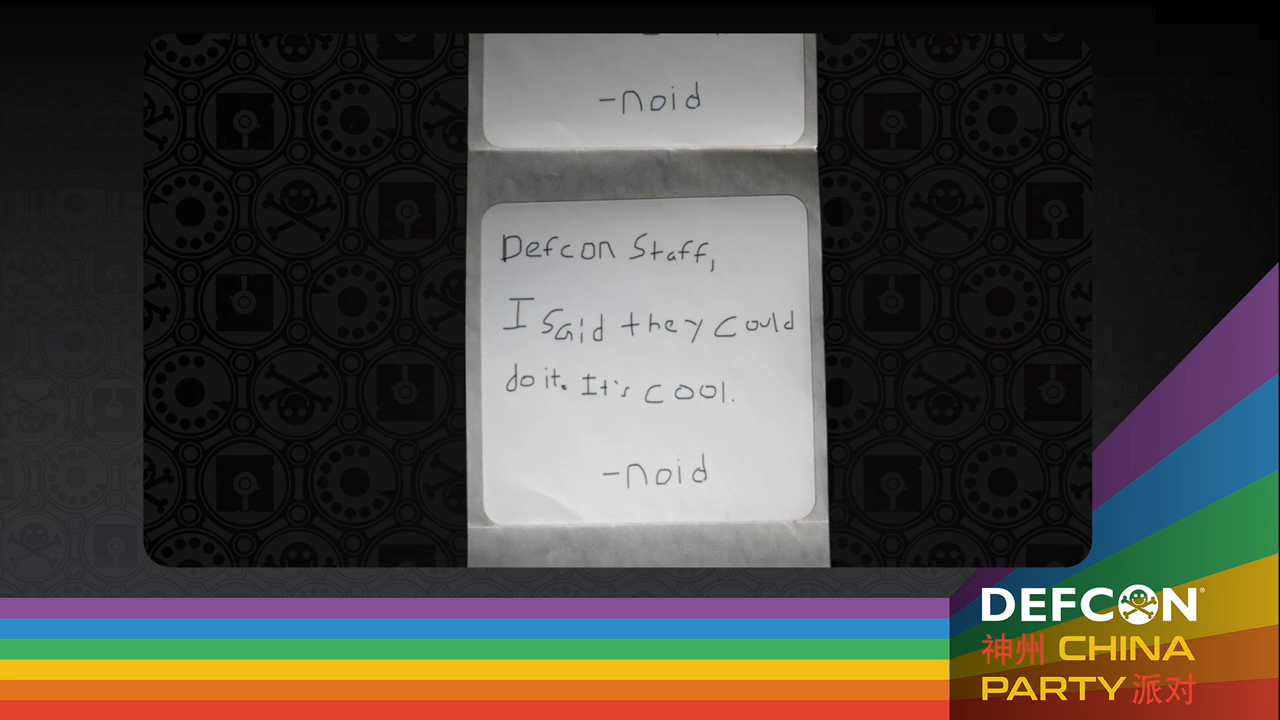 -noid
Defcon Staff,
I said they could
do it. It's cool.
-noid
DEFCON®
神州 CHINA
PARTY 派对